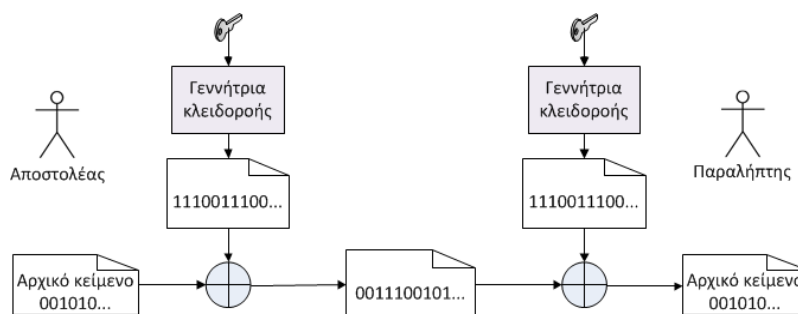 Γεννήτρια
κλειδοροής
Γεννήτρια
κλειδοροής
Αποστολέας
Παραλήπτης
1110011100...
1110011100...
Αρχικό κείμενο
001010...
0011100101...
Αρχικό κείμενο
001010...